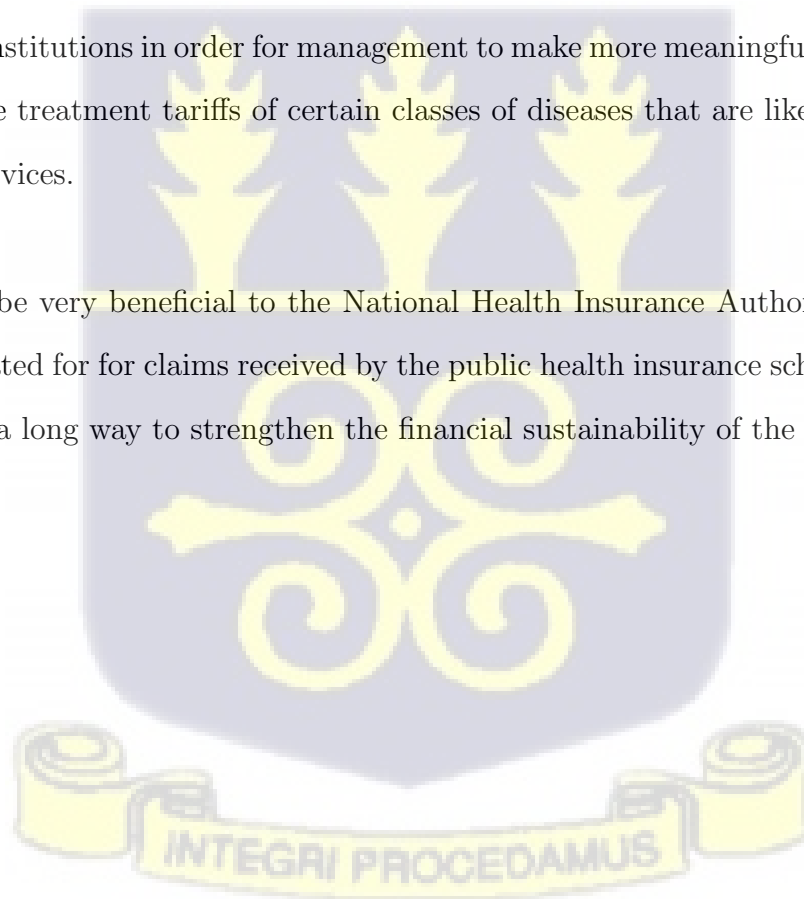 nstitutions in order for management to make more meaningfu
e treatment tariffs of certain classes of diseases that are like
vices.
be very beneficial to the National Health Insurance Author
ted for for claims received by the public health insurance sch
a long way to strengthen the financial sustainability of the
INTEGRI PROCEDAMUS